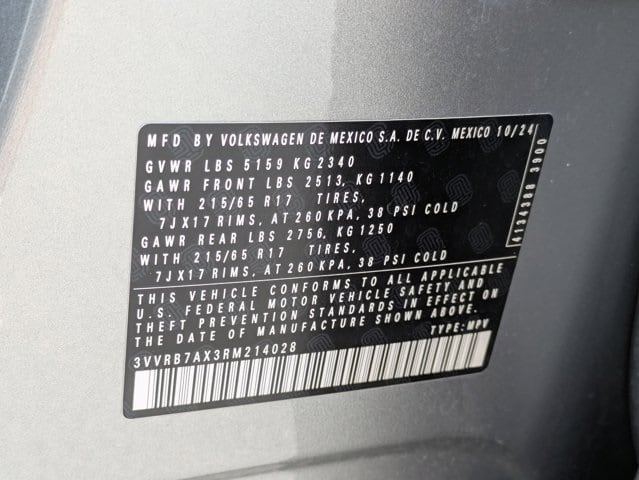 MFD BY VOLKSWAGEN DE MEXICO S.A. DE C.V. MEXICO 10/24
GVWR LBS 5159 KG 2340
GAWR FRONT LBS 2513, KG 1140
WITH 215/65 R17 TIRES,
7JX17 RIMS, AT 260 KPA, 38 PSI COLD
GAWR REAR LBS 2756, KG 1250
WITH 215/65 R17 TIRES,
7JX17 RIMS, AT 260 KPA, 38 PSI COLD
THIS VEHICLE CONFORMS TO ALL APPLICABLE
U.S. FEDERAL MOTOR VEHICLE SAFETY AND
THEFT PREVENTION STANDARDS IN EFFECT ON
THE DATE OF MANUFACTURE SHOWN ABOVE.
TYPE: MPV
3VVRB7AX3RM214028
4134388 3900